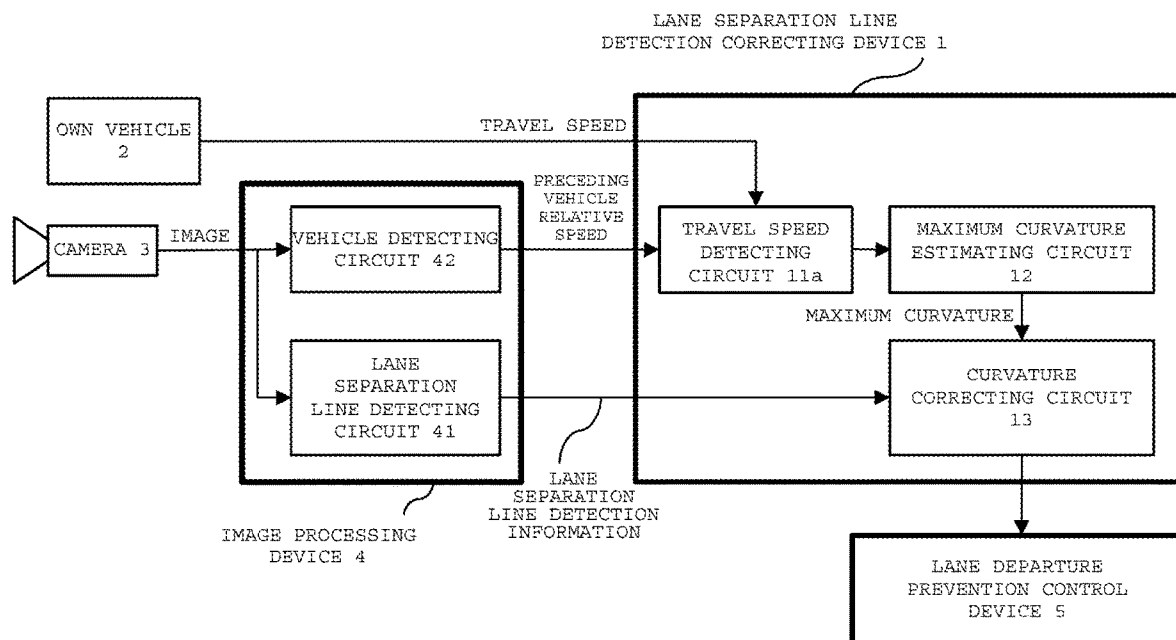 LANE SEPARATION LINE
DETECTION CORRECTING DEVICE 1
OWN VEHICLE
2
TRAVEL SPEED
PRECEDING
VEHICLE
RELATIVE
SPEED
CAMERA 3
IMAGE
VEHICLE DETECTING
CIRCUIT 42
TRAVEL SPEED
DETECTING
CIRCUIT 11a
MAXIMUM CURVATURE
ESTIMATING CIRCUIT
12
MAXIMUM CURVATURE
LANE
SEPARATION
LINE DETECTING
CIRCUIT 41
CURVATURE
CORRECTING CIRCUIT
13
LANE
SEPARATION
LINE DETECTION
INFORMATION
IMAGE PROCESSING
DEVICE 4
LANE DEPARTURE
PREVENTION CONTROL
DEVICE 5